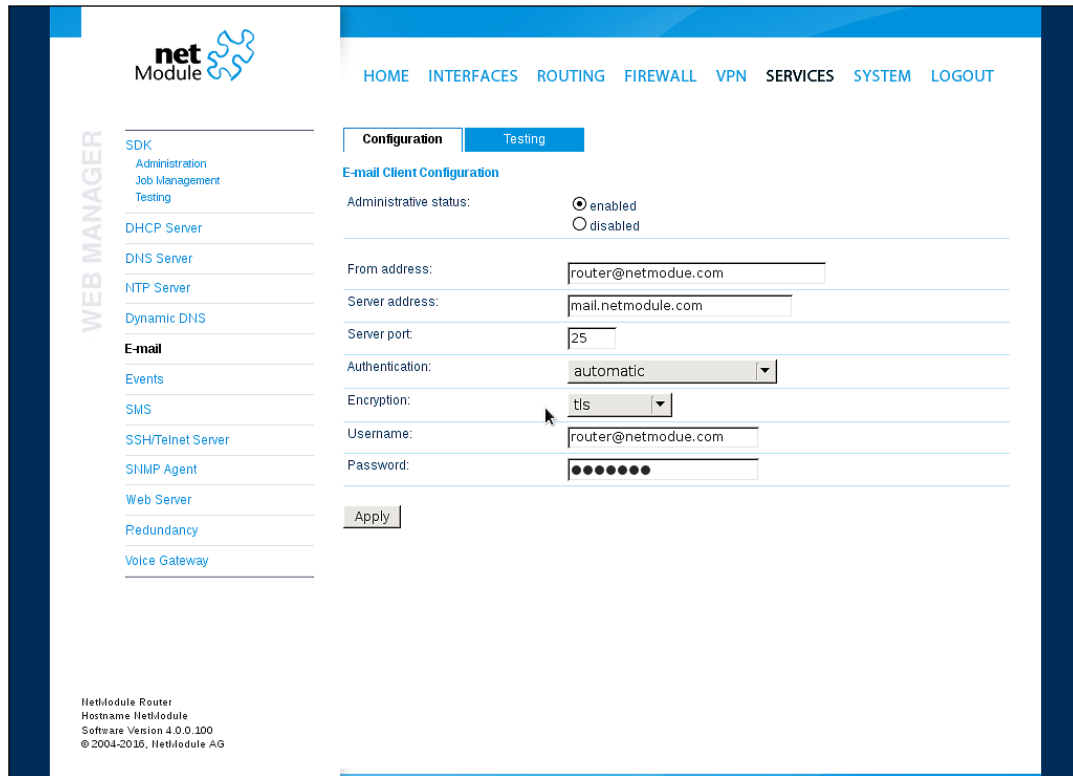 net
Module
HOME INTERFACES ROUTING FIREWALL VPN SERVICES SYSTEM LOGOUT
WEB MANAGER
SDK
Administration
Job Management
Testing
DHCP Server
DNS Server
NTP Server
Dynamic DNS
E-mail
Events
SMS
SSH/Telnet Server
SNMP Agent
Web Server
Redundancy
Voice Gateway
Configuration Testing
E-mail Client Configuration
Administrative status: enabled
disabled
From address: router@netmodue.com
Server address: mail.netmodule.com
Server port: 25
Authentication: automatic
Encryption: tls
Username: router@netmodue.com
Password: ●●●●●●●
Apply
NetModule Router
Hostname NetModule
Software Version 4.0.0.100
© 2004-2016, NetModule AG